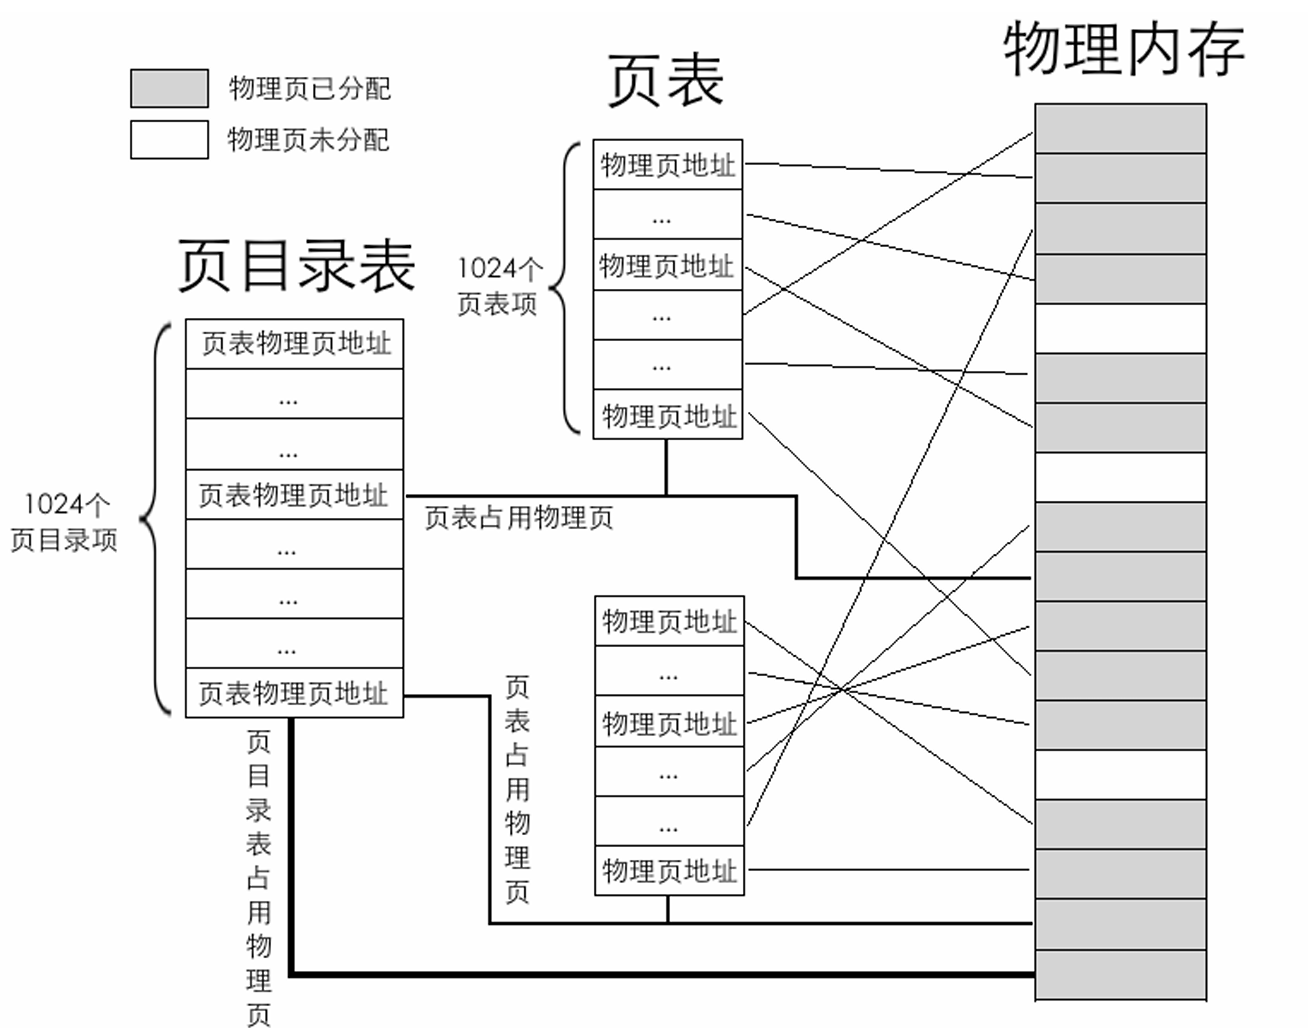 物理内存
页表
物理页已分配
物理页未分配
物理页地址
...
物理页地址
...
...
物理页地址
1024个
页表项
页目录表
页表物理页地址
...
...
页表物理页地址
...
...
...
页表物理页地址
1024个
页目录项
页表占用物理页
物理页地址
...
物理页地址
...
...
物理页地址
页表占用物理页
页目录表占用物理页